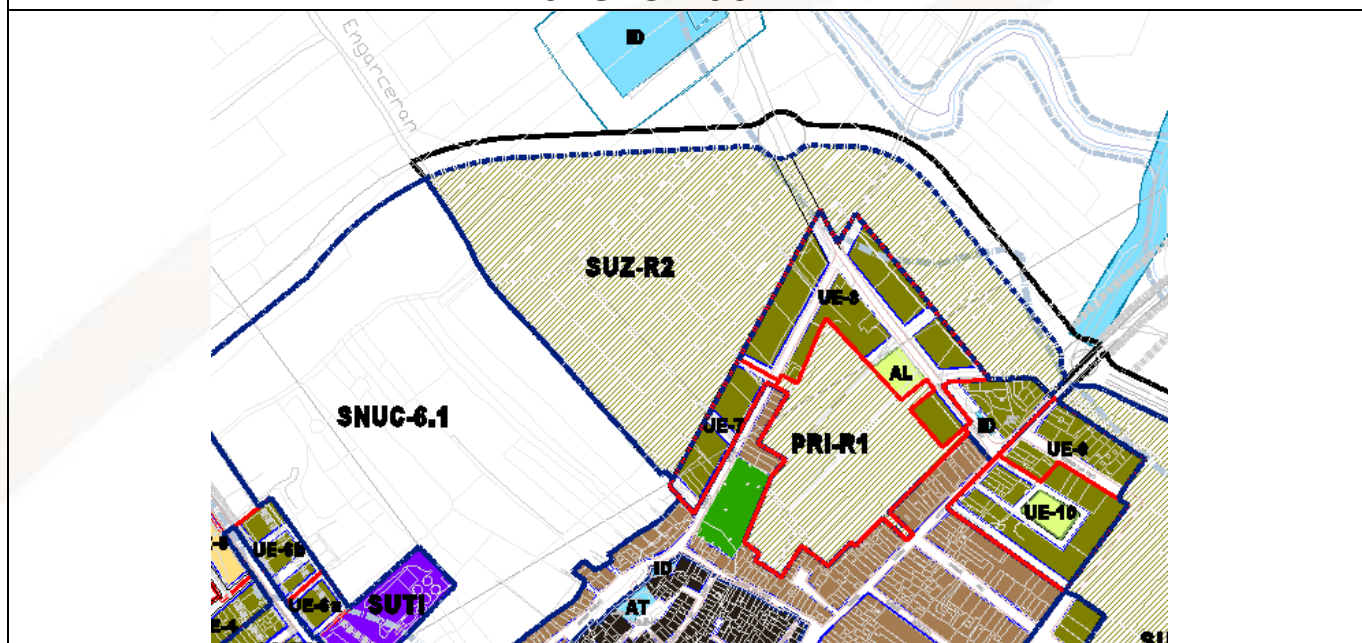 ID
Engarceran
SUZ-R2
UE-8
AL
SNUC-6.1
UE-7
PRI-R1
ID
UE-9
UE-10
UE-6b
UE-6a
SUTI
ID
AT